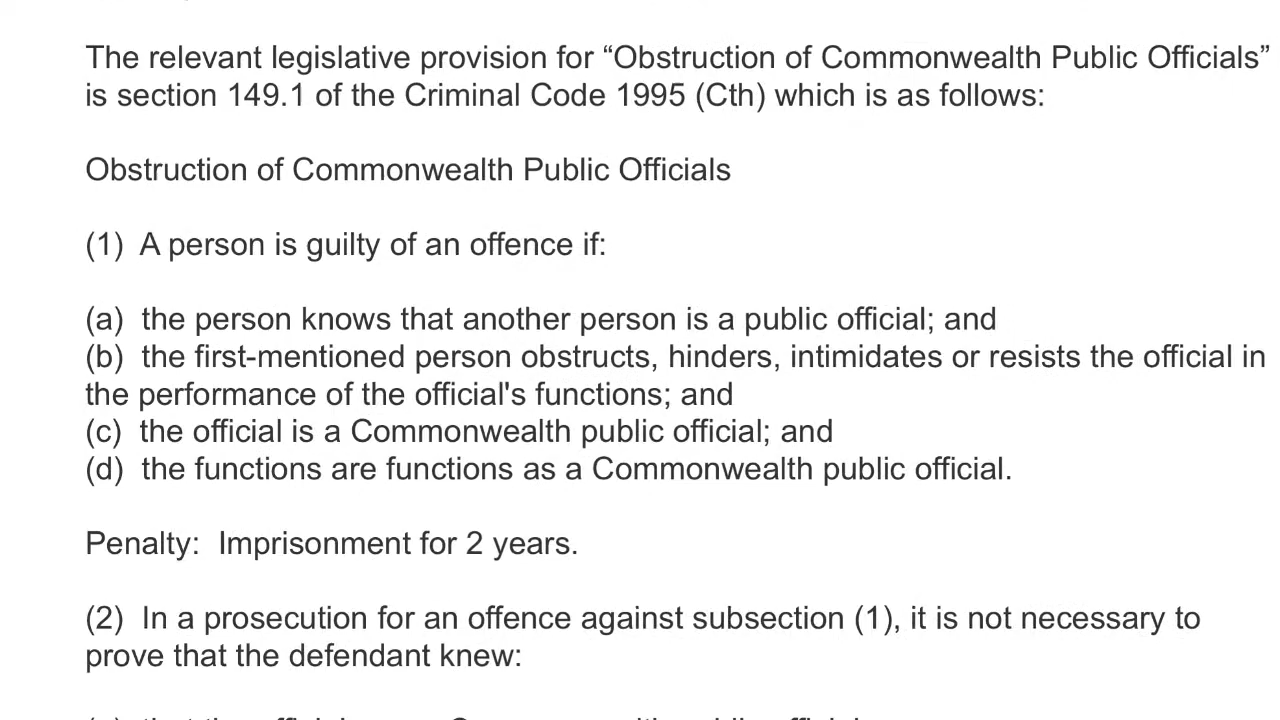 The relevant legislative provision for “Obstruction of Commonwealth Public Officials”
is section 149.1 of the Criminal Code 1995 (Cth) which is as follows:
Obstruction of Commonwealth Public Officials
(1)  A person is guilty of an offence if:
(a)  the person knows that another person is a public official; and
(b)  the first-mentioned person obstructs, hinders, intimidates or resists the official in
the performance of the official's functions; and
(c)  the official is a Commonwealth public official; and
(d)  the functions are functions as a Commonwealth public official.
Penalty:  Imprisonment for 2 years.
(2)  In a prosecution for an offence against subsection (1), it is not necessary to
prove that the defendant knew: